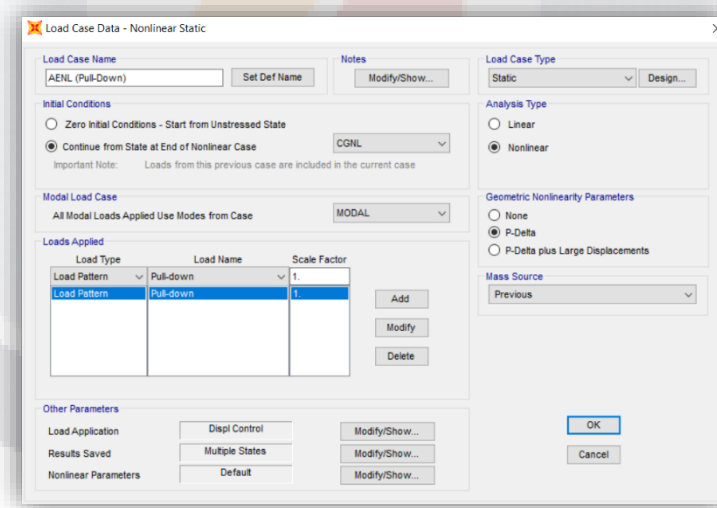 Load Case Data - Nonlinear Static
Load Case Name
AENL (Pull-Down)
Set Def Name
Notes
Modify/Show...
Load Case Type
Static
Design...
Initial Conditions
Zero Initial Conditions - Start from Unstressed State
Continue from State at End of Nonlinear Case
CGNL
Important Note: Loads from this previous case are included in the current case
Analysis Type
Linear
Nonlinear
Modal Load Case
All Modal Loads Applied Use Modes from Case
MODAL
Geometric Nonlinearity Parameters
None
P-Delta
P-Delta plus Large Displacements
Loads Applied
Load Type Load Name Scale Factor
Load Pattern Pull-down 1.
Load Pattern Pull-down 1.
Add
Modify
Delete
Mass Source
Previous
Other Parameters
Load Application Displ Control Modify/Show...
Results Saved Multiple States Modify/Show...
Nonlinear Parameters Default Modify/Show...
OK
Cancel